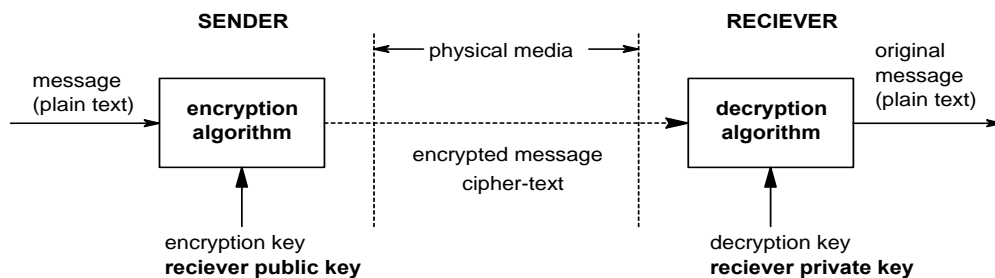 SENDER
RECIEVER
physical media
message
(plain text)
encryption
algorithm
encrypted message
cipher-text
decryption
algorithm
original
message
(plain text)
encryption key
reciever public key
decryption key
reciever private key